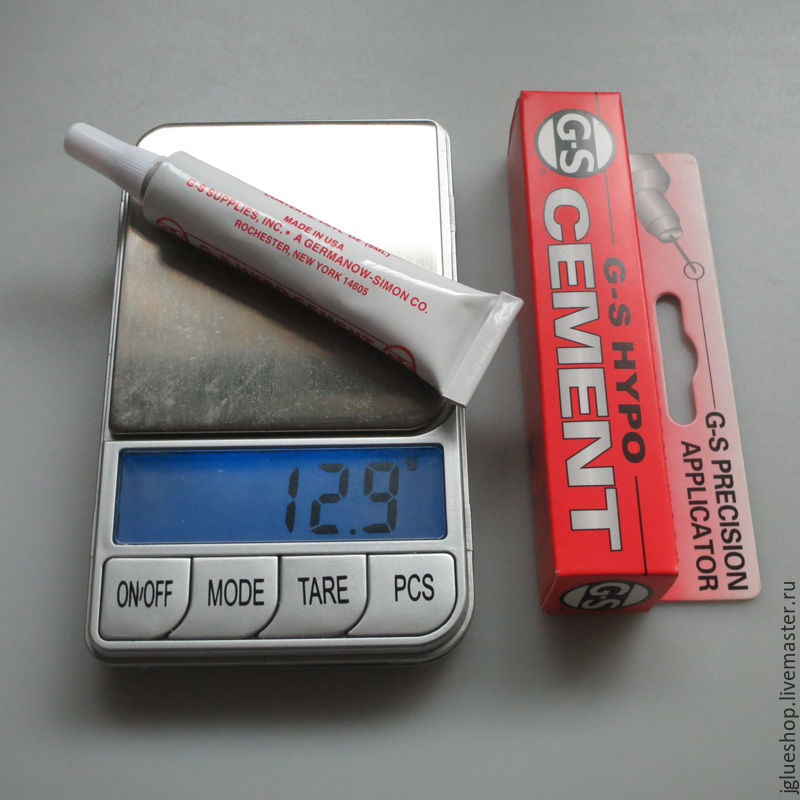 (9ML)
MADE IN USA
G-S SUPPLIES, INC. • A GERMANOW-SIMON CO.
ROCHESTER, NEW YORK 14605
12.9 g
ON/OFF
MODE
TARE
PCS
G-S
®
G-S HYPO
CEMENT
G-S
G-S PRECISION
APPLICATOR
jglueshop.livemaster.ru